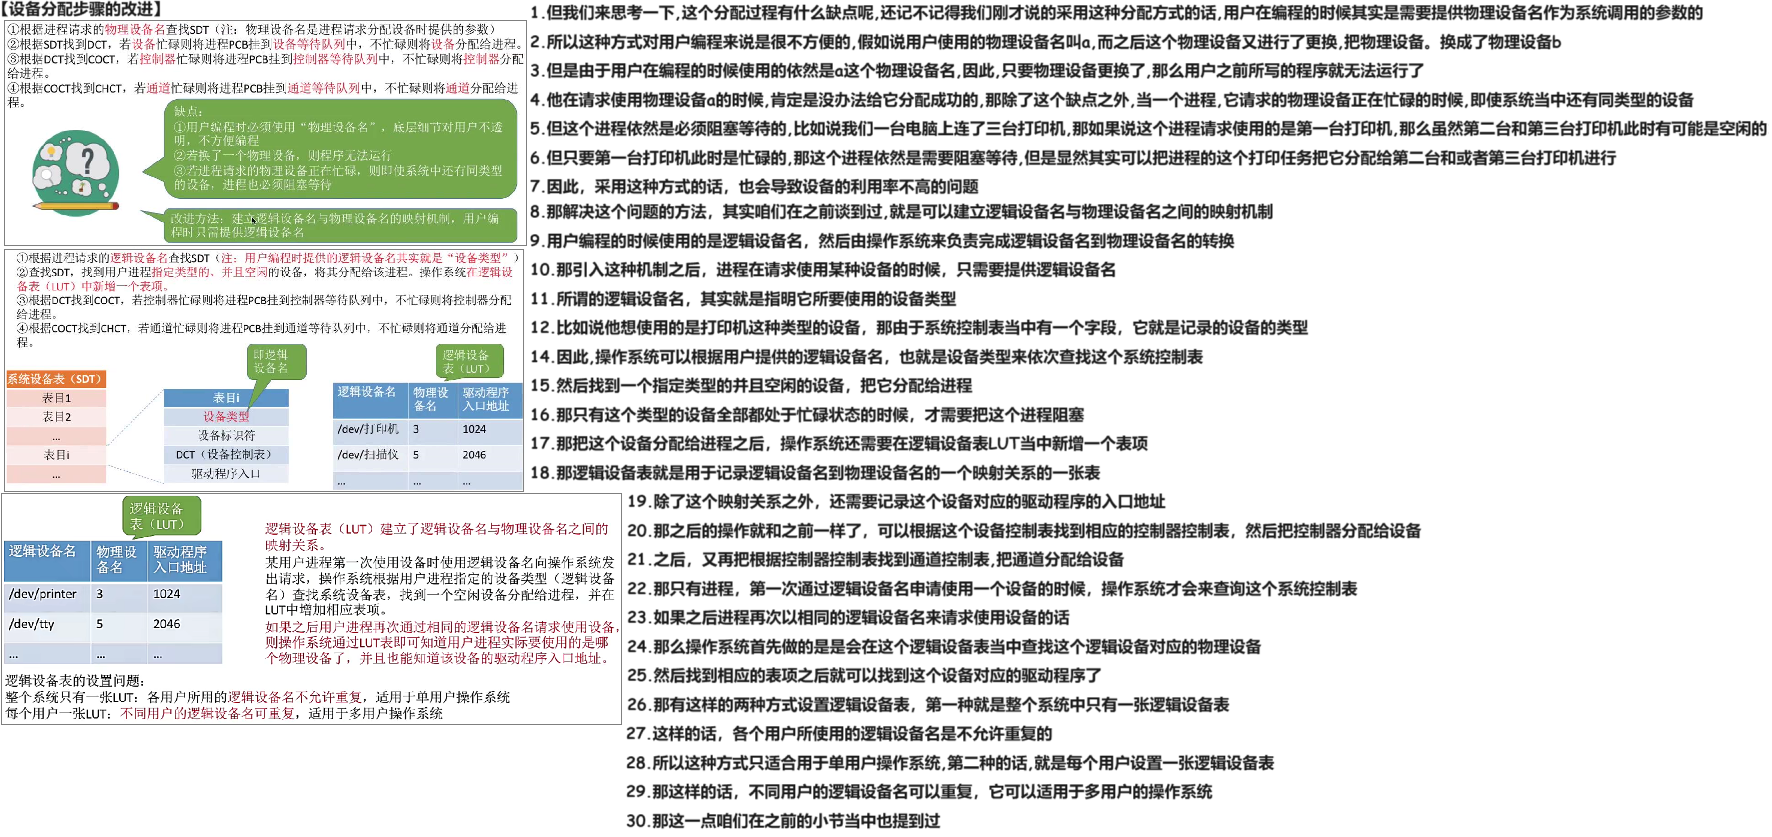 【设备分配步骤的改进】
①根据进程请求的物理设备名查找SDT（注：物理设备名是进程请求分配设备时提供的参数）
②根据SDT找到DCT，若设备忙碌则将进程PCB挂到设备等待队列中，不忙碌则将设备分配给进程。
③根据DCT找到COCT，若控制器忙碌则将进程PCB挂到控制器等待队列中，不忙碌则将控制器分配
给进程。
④根据COCT找到CHCT，若通道忙碌则将进程PCB挂到通道等待队列中，不忙碌则将通道分配给进
程。
缺点：
①用户编程时必须使用“物理设备名”，底层细节对用户不透
明，不方便编程
②若换了一个物理设备，则程序无法运行
③若进程请求的物理设备正在忙碌，则即使系统中还有同类型
的设备，进程也必须阻塞等待
改进方法：建立逻辑设备名与物理设备名的映射机制，用户编
程时只需提供逻辑设备名
①根据进程请求的逻辑设备名查找SDT（注：用户编程时提供的逻辑设备名其实就是“设备类型”）
②查找SDT，找到用户进程指定类型的、并且空闲的设备，将其分配给该进程。操作系统在逻辑设
备表（LUT）中新增一个表项。
③根据DCT找到COCT，若控制器忙碌则将进程PCB挂到控制器等待队列中，不忙碌则将控制器分配
给进程。
④根据COCT找到CHCT，若通道忙碌则将进程PCB挂到通道等待队列中，不忙碌则将通道分配给进
程。
即逻辑
设备名
逻辑设备
表（LUT）
系统设备表（SDT）
表目1
表目2
...
表目i
...
表目i
设备类型
设备标识符
DCT（设备控制表）
驱动程序入口
逻辑设备名 物理设备名 驱动程序入口地址
/dev/打印机 3 1024
/dev/扫描仪 5 2046
... ... ...
逻辑设备
表（LUT）
逻辑设备名 物理设备名 驱动程序入口地址
/dev/printer 3 1024
/dev/tty 5 2046
... ... ...
逻辑设备表（LUT）建立了逻辑设备名与物理设备名之间的
映射关系。
某用户进程第一次使用设备时使用逻辑设备名向操作系统发
出请求，操作系统根据用户进程指定的设备类型（逻辑设备
名）查找系统设备表，找到一个空闲设备分配给进程，并在
LUT中增加相应表项。
如果之后用户进程再次通过相同的逻辑设备名请求使用设备，
则操作系统通过LUT表即可知道用户进程实际要使用的是哪
个物理设备了，并且也能知道该设备的驱动程序入口地址。
逻辑设备表的设置问题：
整个系统只有一张LUT：各用户所用的逻辑设备名不允许重复，适用于单用户操作系统
每个用户一张LUT：不同用户的逻辑设备名可重复，适用于多用户操作系统
1.但我们来思考一下,这个分配过程有什么缺点呢,还记不记得我们刚才说的采用这种分配方式的话,用户在编程的时候其实是需要提供物理设备名作为系统调用的参数的
2.所以这种方式对用户编程来说是很不方便的,假如说用户使用的物理设备名叫a,而之后这个物理设备又进行了更换,把物理设备。换成了物理设备b
3.但是由于用户在编程的时候使用的依然是a这个物理设备名,因此,只要物理设备更换了,那么用户之前所写的程序就无法运行了
4.他在请求使用物理设备a的时候,肯定是没办法给它分配成功的,那除了这个缺点之外,当一个进程,它请求的物理设备正在忙碌的时候,即使系统当中还有同类型的设备
5.但这个进程依然是必须阻塞等待的,比如说我们一台电脑上连了三台打印机,那如果说这个进程请求使用的是第一台打印机,那么虽然第二台和第三台打印机此时有可能是空闲的
6.但只要第一台打印机此时是忙碌的,那这个进程依然是需要阻塞等待,但是显然其实可以把进程的这个打印任务把它分配给第二台和或者第三台打印机进行
7.因此，采用这种方式的话，也会导致设备的利用率不高的问题
8.那解决这个问题的方法，其实咱们在之前谈到过,就是可以建立逻辑设备名与物理设备名之间的映射机制
9.用户编程的时候使用的是逻辑设备名，然后由操作系统来负责完成逻辑设备名到物理设备名的转换
10.那引入这种机制之后，进程在请求使用某种设备的时候，只需要提供逻辑设备名
11.所谓的逻辑设备名，其实就是指明它所要使用的设备类型
12.比如说他想使用的是打印机这种类型的设备，那由于系统控制表当中有一个字段，它就是记录的设备的类型
14.因此,操作系统可以根据用户提供的逻辑设备名，也就是设备类型来依次查找这个系统控制表
15.然后找到一个指定类型的并且空闲的设备，把它分配给进程
16.那只有这个类型的设备全部都处于忙碌状态的时候，才需要把这个进程阻塞
17.那把这个设备分配给进程之后，操作系统还需要在逻辑设备表LUT当中新增一个表项
18.那逻辑设备表就是用于记录逻辑设备名到物理设备名的一个映射关系的一张表
19.除了这个映射关系之外，还需要记录这个设备对应的驱动程序的入口地址
20.那之后的操作就和之前一样了，可以根据这个设备控制表找到相应的控制器控制表，然后把控制器分配给设备
21.之后，又再把根据控制器控制表找到通道控制表,把通道分配给设备
22.那只有进程，第一次通过逻辑设备名申请使用一个设备的时候，操作系统才会来查询这个系统控制表
23.如果之后进程再次以相同的逻辑设备名来请求使用设备的话
24.那么操作系统首先做的是是会在这个逻辑设备表当中查找这个逻辑设备对应的物理设备
25.然后找到相应的表项之后就可以找到这个设备对应的驱动程序了
26.那有这样的两种方式设置逻辑设备表，第一种就是整个系统中只有一张逻辑设备表
27.这样的话，各个用户所使用的逻辑设备名是不允许重复的
28.所以这种方式只适合用于单用户操作系统,第二种的话,就是每个用户设置一张逻辑设备表
29.那这样的话，不同用户的逻辑设备名可以重复，它可以适用于多用户的操作系统
30.那这一点咱们在之前的小节当中也提到过